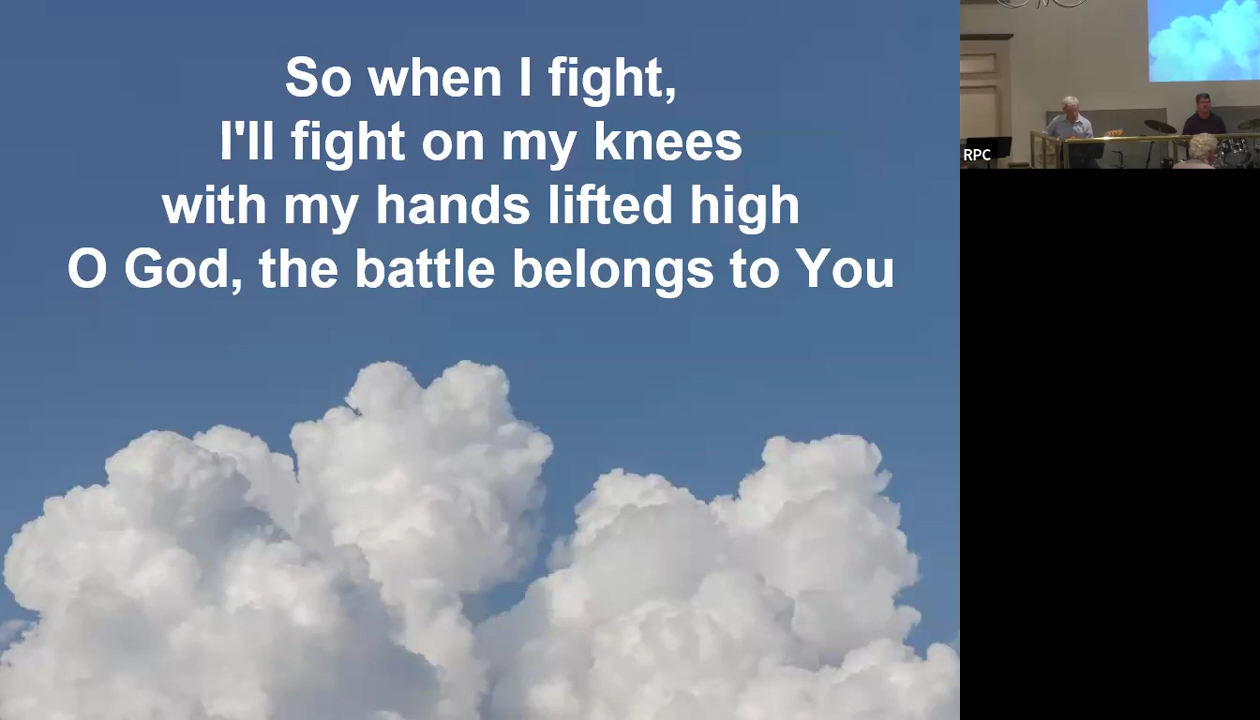 So when I fight,
I'll fight on my knees
with my hands lifted high
O God, the battle belongs to You
RPC